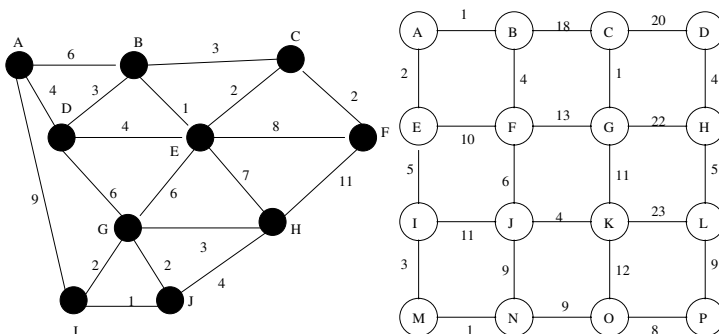 A 6 B 3 C
4 3 2 2
D 1
4 8 F
E
9 6 6 7 11
G H
3
2 2 4
1 J
I
A 1 B 18 C 20 D
2 4 1 4
E 10 F 13 G 22 H
5 6 11 5
I 11 J 4 K 23 L
3 9 12 9
M 1 N 9 O 8 P